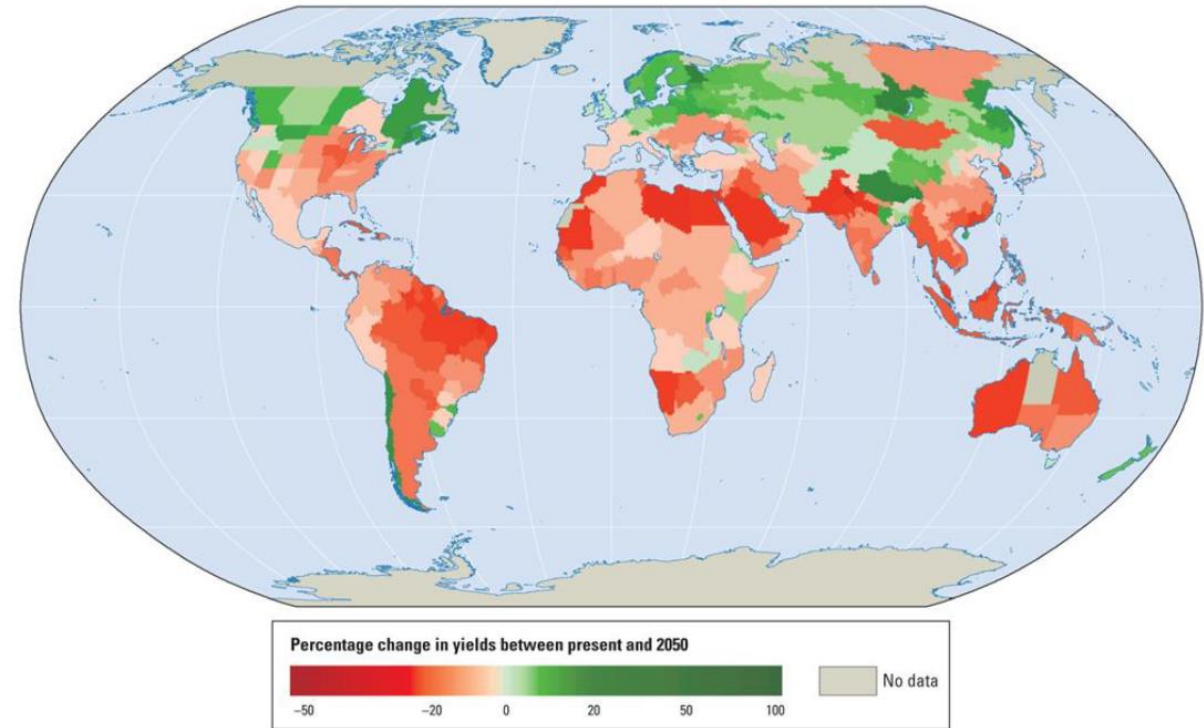 Percentage change in yields between present and 2050
−50 −20 0 20 50 100
No data